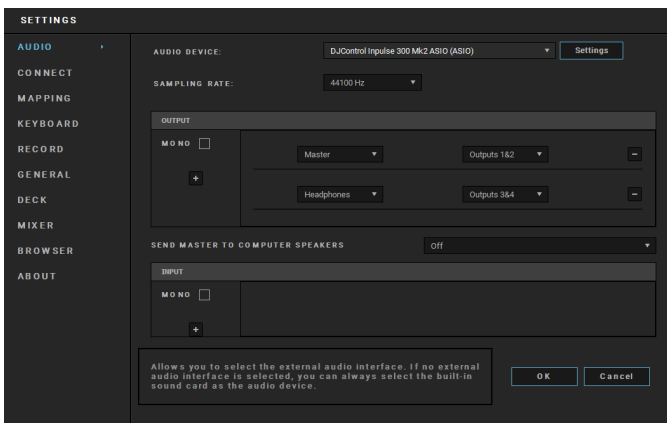 SETTINGS
AUDIO
CONNECT
MAPPING
KEYBOARD
RECORD
GENERAL
DECK
MIXER
BROWSER
ABOUT
AUDIO DEVICE: DJControl Inpulse 300 Mk2 ASIO (ASIO) Settings
SAMPLING RATE: 44100 Hz
OUTPUT
MONO
+
Master Outputs 1&2 −
Headphones Outputs 3&4 −
SEND MASTER TO COMPUTER SPEAKERS Off
INPUT
MONO
+
Allows you to select the external audio interface. If no external
audio interface is selected, you can always select the built-in
sound card as the audio device.
OK Cancel